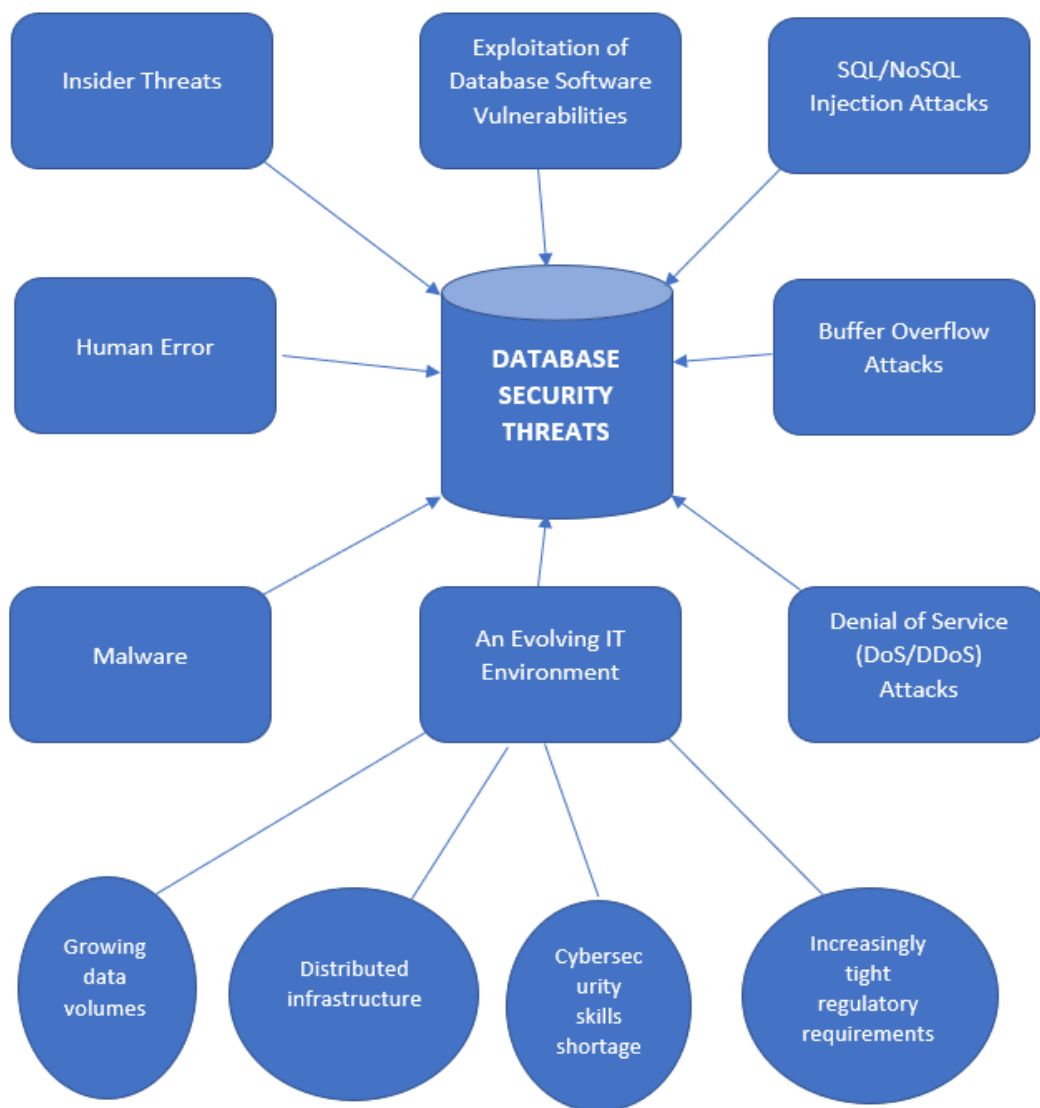 Insider Threats
Exploitation of
Database Software
Vulnerabilities
SQL/NoSQL
Injection Attacks
Human Error
DATABASE
SECURITY
THREATS
Buffer Overflow
Attacks
Malware
An Evolving IT
Environment
Denial of Service
(DoS/DDoS)
Attacks
Growing
data
volumes
Distributed
infrastructure
Cybersec
urity
skills
shortage
Increasingly
tight
regulatory
requirements